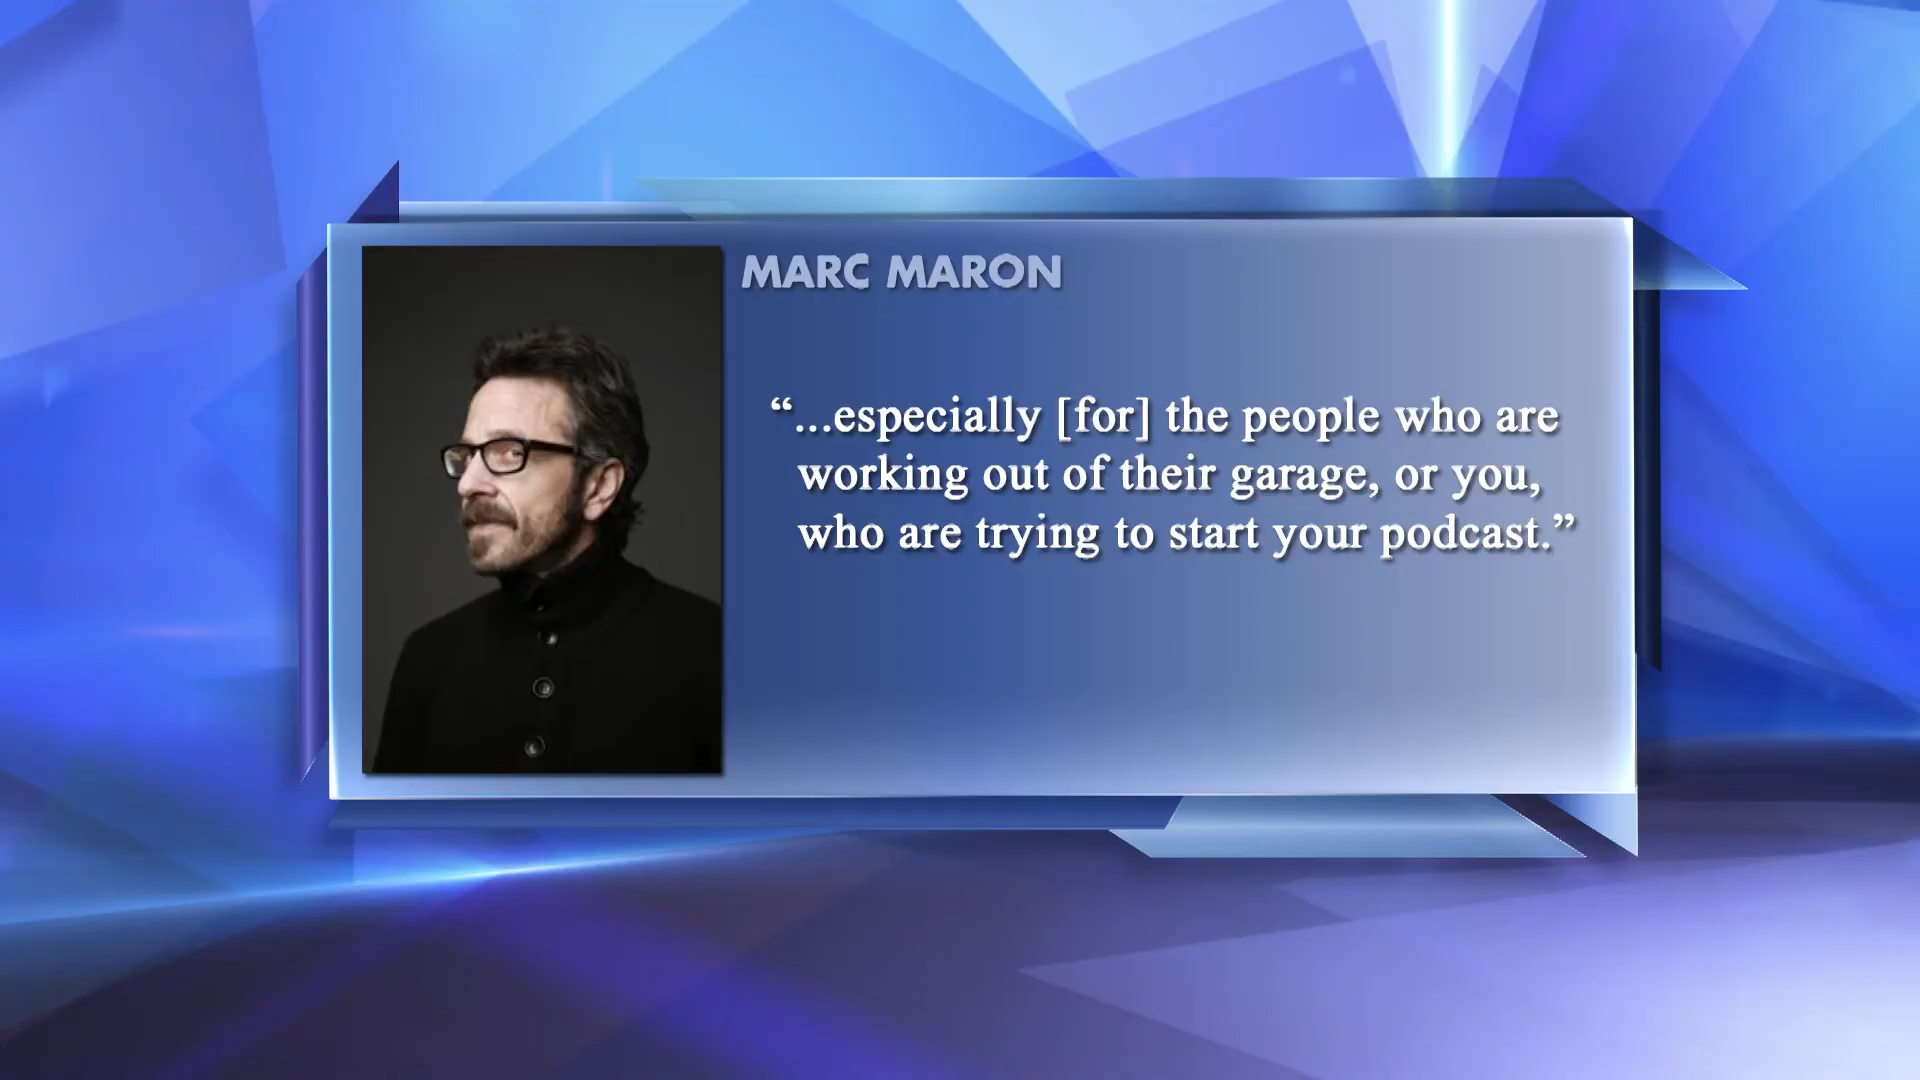 MARC MARON
“...especially [for] the people who are
working out of their garage, or you,
who are trying to start your podcast.”